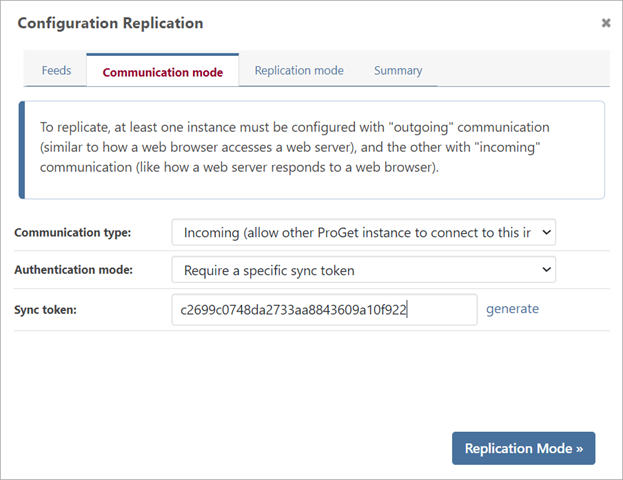 Configuration Replication
Feeds
Communication mode
Replication mode
Summary
To replicate, at least one instance must be configured with "outgoing" communication
(similar to how a web browser accesses a web server), and the other with "incoming"
communication (like how a web server responds to a web browser).
Communication type:
Incoming (allow other ProGet instance to connect to this ir
Authentication mode:
Require a specific sync token
Sync token:
c2699c0748da2733aa8843609a10f922
generate
Replication Mode »